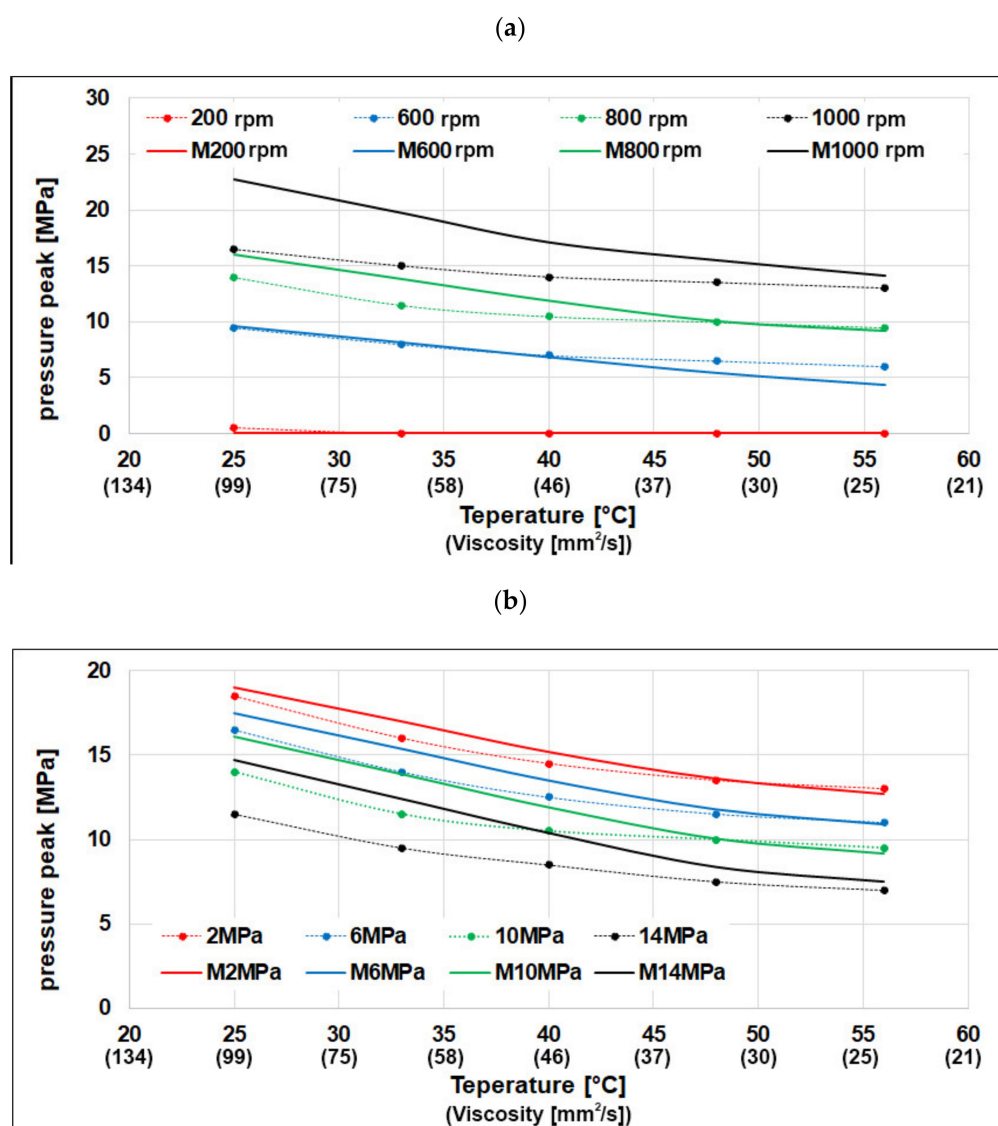 (a)
30
200 rpm 600 rpm 800 rpm 1000 rpm
M200 rpm M600 rpm M800 rpm M1000 rpm
25
20
15
10
5
0
pressure peak [MPa]
20 25 30 35 40 45 50 55 60
(134) (99) (75) (58) (46) (37) (30) (25) (21)
Teperature [°C]
(Viscosity [mm²/s])
(b)
20
15
10
5
0
pressure peak [MPa]
2MPa 6MPa 10MPa 14MPa
M2MPa M6MPa M10MPa M14MPa
20 25 30 35 40 45 50 55 60
(134) (99) (75) (58) (46) (37) (30) (25) (21)
Teperature [°C]
(Viscosity [mm²/s])